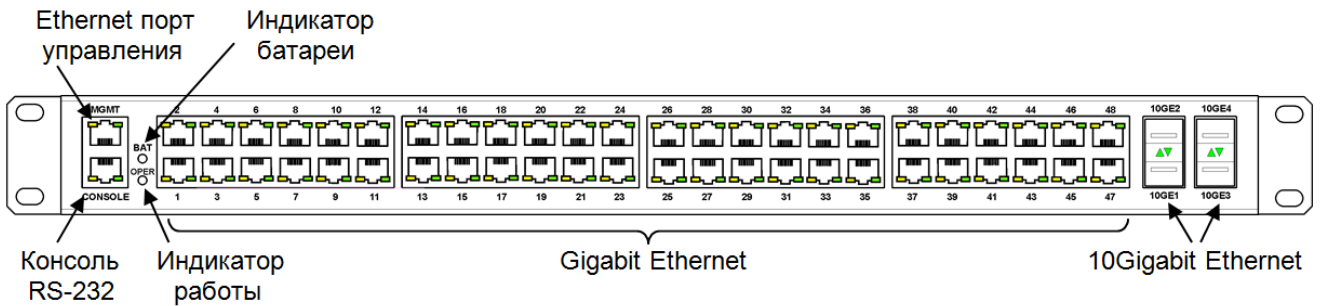 Ethernet порт
управления
Индикатор
батареи
MGMT
2 4 6 8 10 12 14 16 18 20 22 24 26 28 30 32 34 36 38 40 42 44 46 48 10GE2 10GE4
BAT
OPER
CONSOLE 1 3 5 7 9 11 13 15 17 19 21 23 25 27 29 31 33 35 37 39 41 43 45 47 10GE1 10GE3
Консоль
RS-232
Индикатор
работы
Gigabit Ethernet
10Gigabit Ethernet